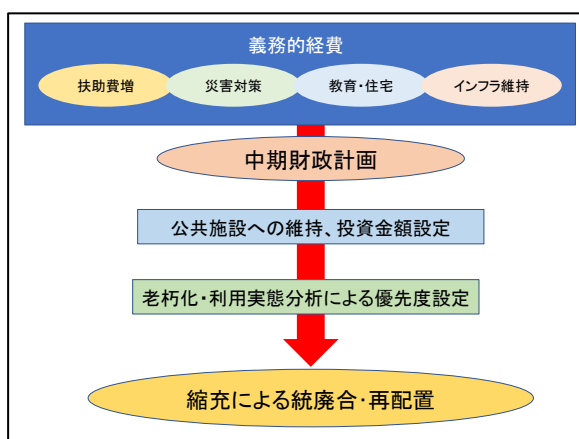 義務的経費
扶助費増
災害対策
教育・住宅
インフラ維持
中期財政計画
公共施設への維持、投資金額設定
老朽化・利用実態分析による優先度設定
縮充による統廃合・再配置